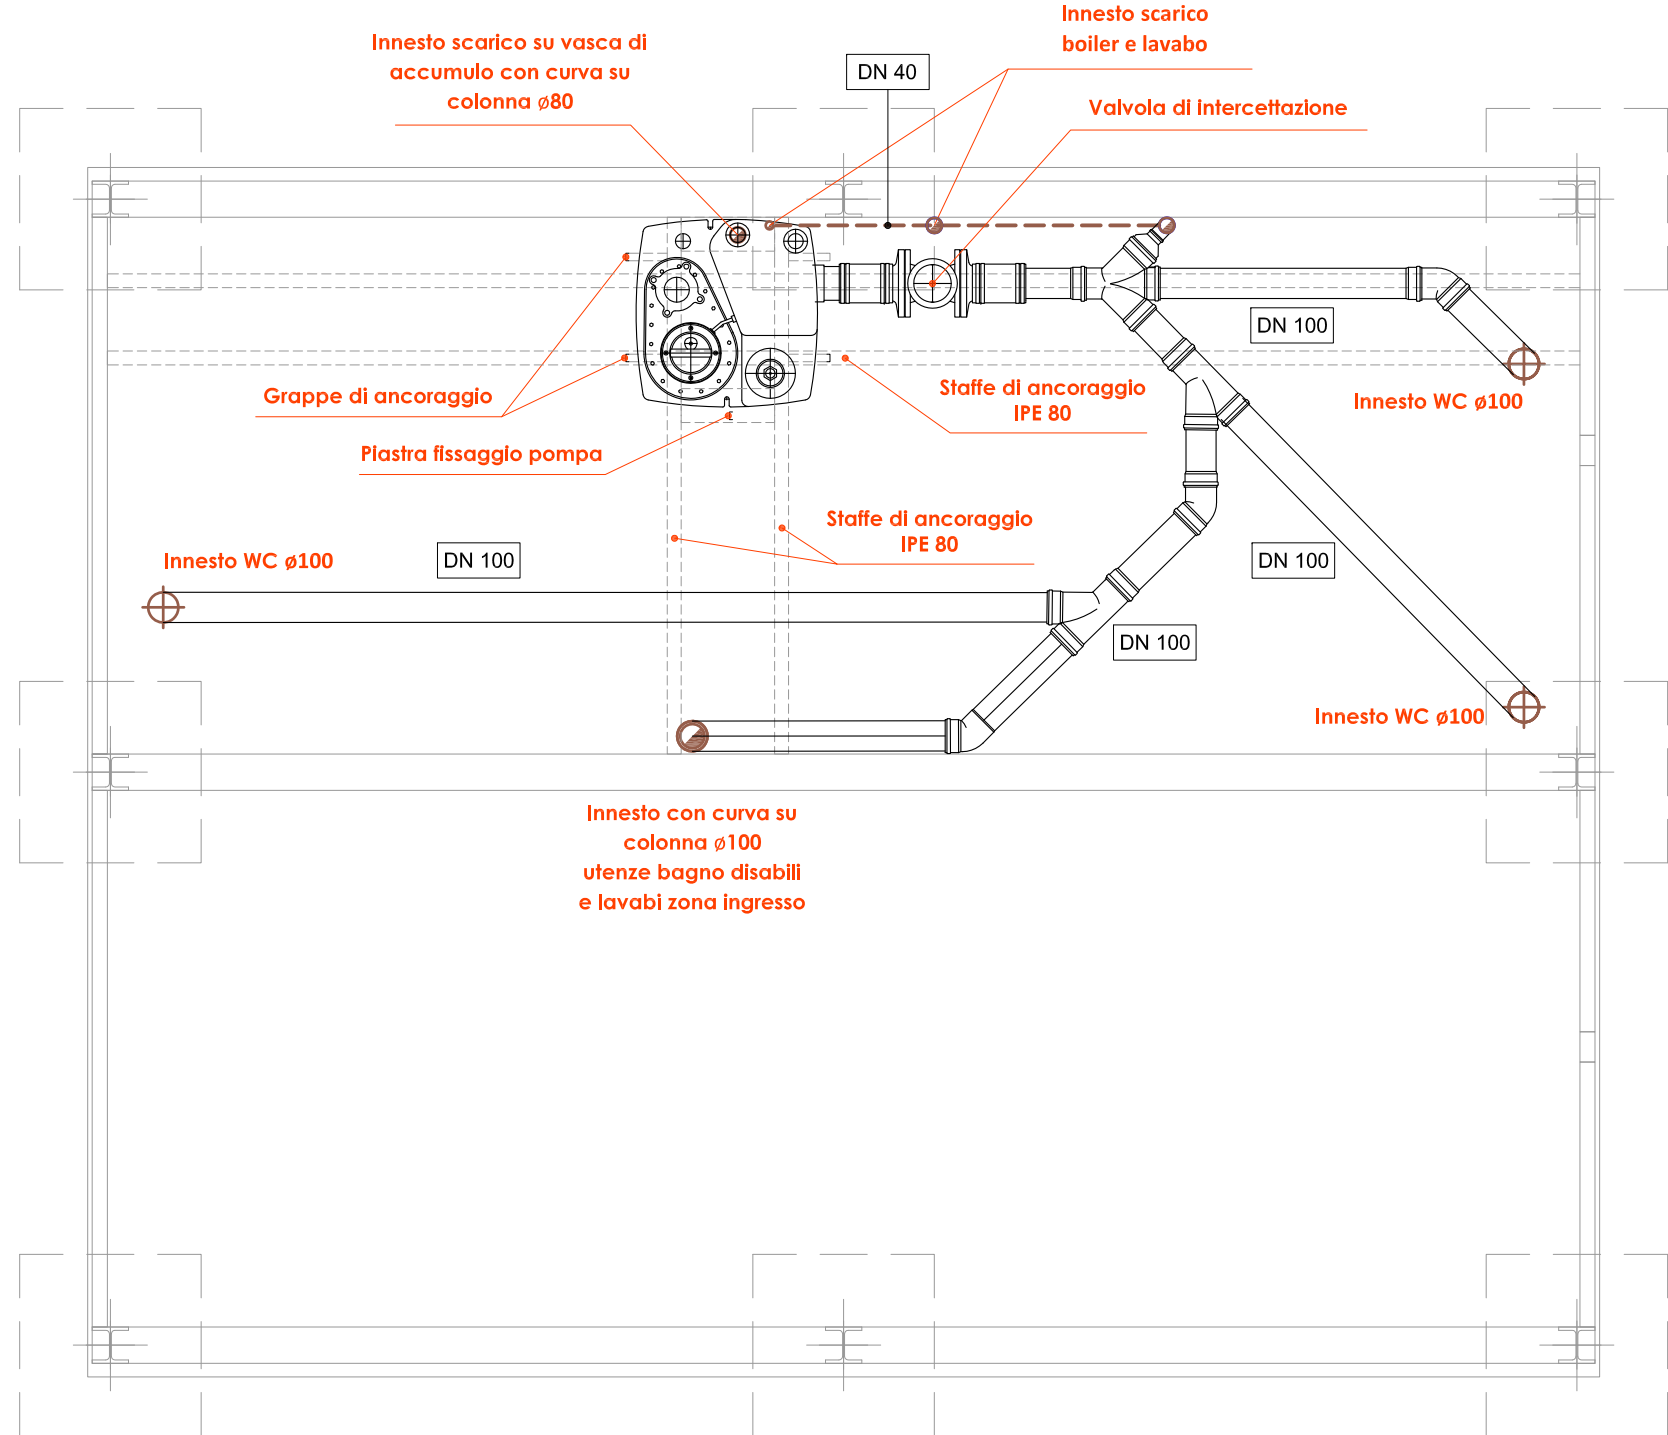 Innesto scarico
boiler e lavabo
Innesto scarico su vasca di
accumulo con curva su
colonna ø80
DN 40
Valvola di intercettazione
DN 100
Grappe di ancoraggio
Staffe di ancoraggio
IPE 80
Innesto WC ø100
Piastra fissaggio pompa
Staffe di ancoraggio
IPE 80
Innesto WC ø100
DN 100
DN 100
DN 100
Innesto WC ø100
Innesto con curva su
colonna ø100
utenze bagno disabili
e lavabi zona ingresso